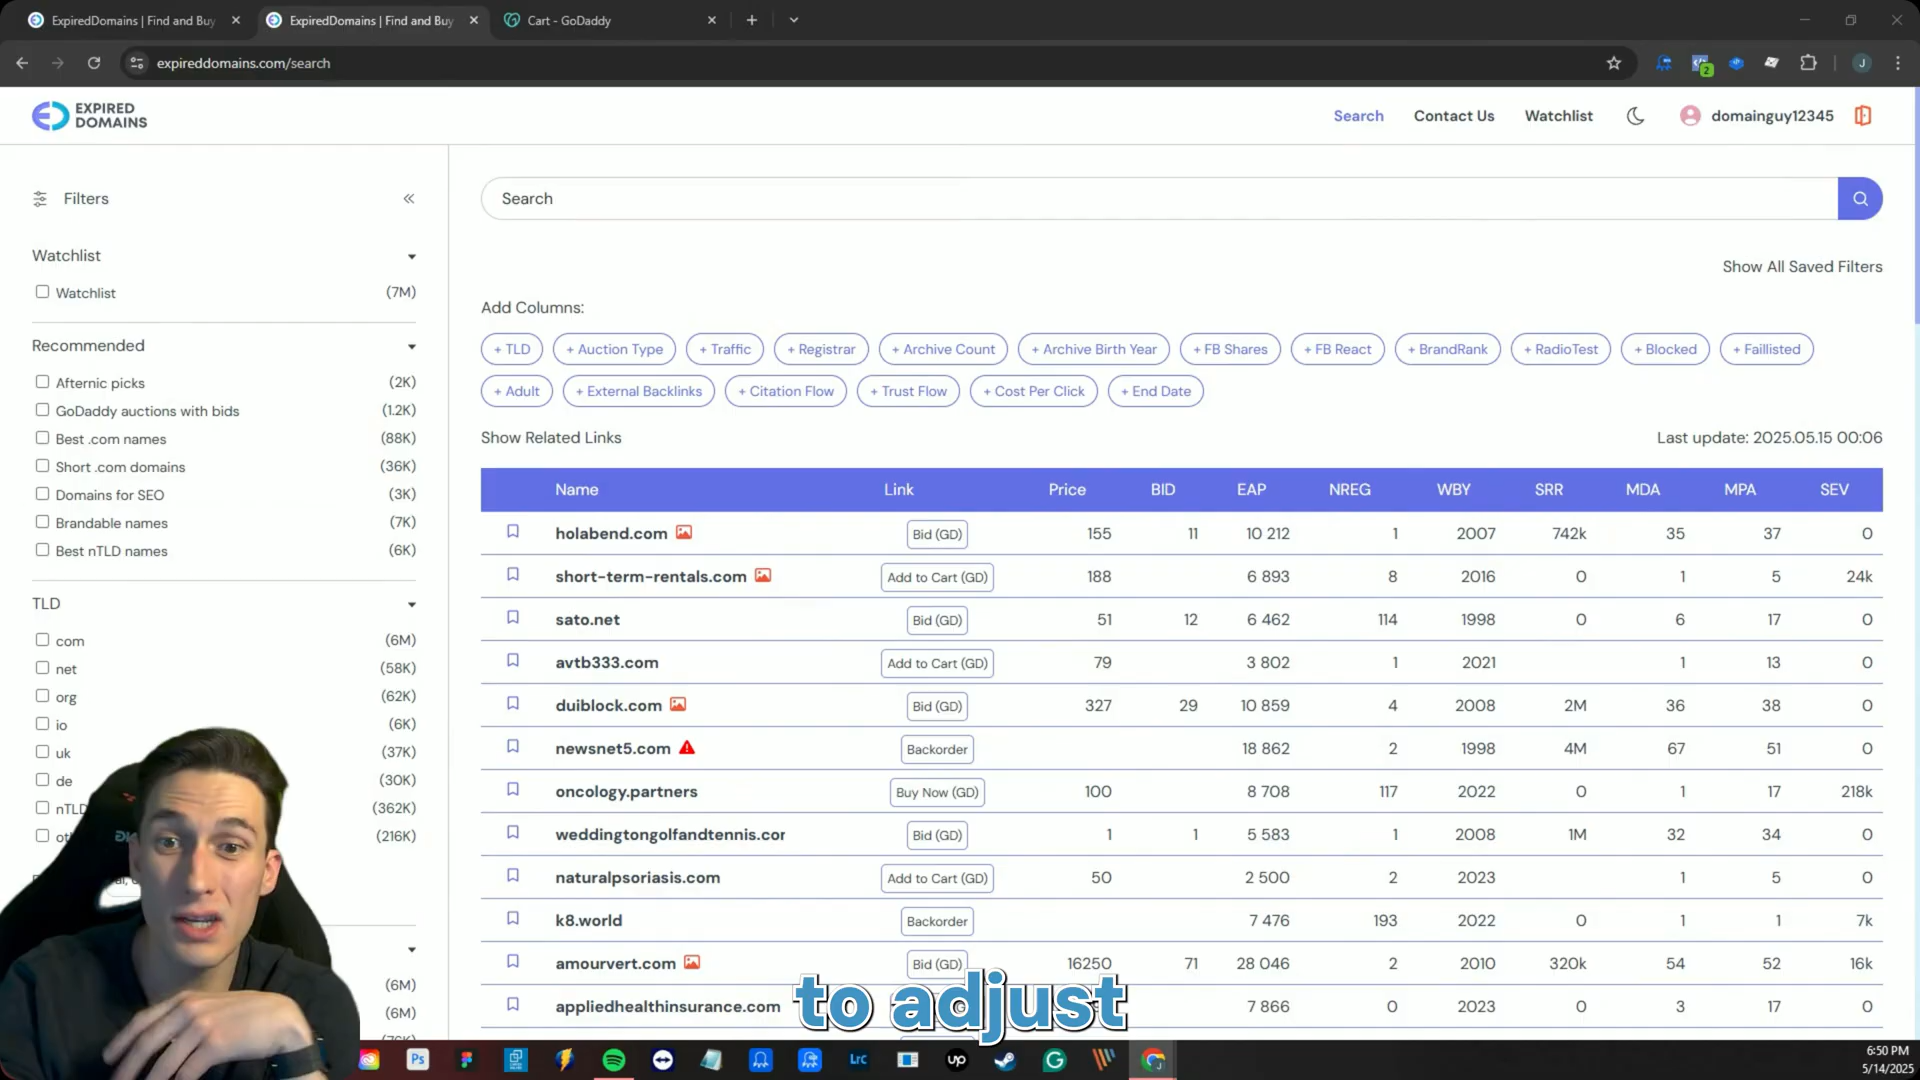 ExpiredDomains | Find and Buy
ExpiredDomains | Find and Buy
Cart - GoDaddy
expireddomains.com/search
2
J
EXPIRED
DOMAINS
Search
Contact Us
Watchlist
domainguy12345
Filters
Search
Watchlist
Watchlist (7M)
Show All Saved Filters
Add Columns:
+ TLD
+ Auction Type
+ Traffic
+ Registrar
+ Archive Count
+ Archive Birth Year
+ FB Shares
+ FB React
+ BrandRank
+ RadioTest
+ Blocked
+ Faillisted
+ Adult
+ External Backlinks
+ Citation Flow
+ Trust Flow
+ Cost Per Click
+ End Date
Recommended
Afternic picks (2K)
GoDaddy auctions with bids (1.2K)
Best .com names (88K)
Short .com domains (36K)
Domains for SEO (3K)
Brandable names (7K)
Best nTLD names (6K)
TLD
com (6M)
net (58K)
org (62K)
io (6K)
uk (37K)
de (30K)
nTLD (362K)
(216K)
(6M)
(6M)
Show Related Links
Last update: 2025.05.15 00:06
Name Link Price BID EAP NREG WBY SRR MDA MPA SEV
holabend.com Bid (GD) 155 11 10 212 1 2007 742k 35 37 0
short-term-rentals.com Add to Cart (GD) 188 6 893 8 2016 0 1 5 24k
sato.net Bid (GD) 51 12 6 462 114 1998 0 6 17 0
avtb333.com Add to Cart (GD) 79 3 802 1 2021 1 13 0
duiblock.com Bid (GD) 327 29 10 859 4 2008 2M 36 38 0
newsnet5.com Backorder 18 862 2 1998 4M 67 51 0
oncology.partners Buy Now (GD) 100 8 708 117 2022 0 1 17 218k
weddingtongolfandtennis.cor Bid (GD) 1 1 5 583 1 2008 1M 32 34 0
naturalpsoriasis.com Add to Cart (GD) 50 2 500 2 2023 1 5 0
k8.world Backorder 7 476 193 2022 0 1 1 7k
amourvert.com Bid (GD) 16250 71 28 046 2 2010 320k 54 52 16k
appliedhealthinsurance.com 7 866 0 2023 0 3 17 0
to adjust
Ps
Lrc
up
6:50 PM
5/14/2025